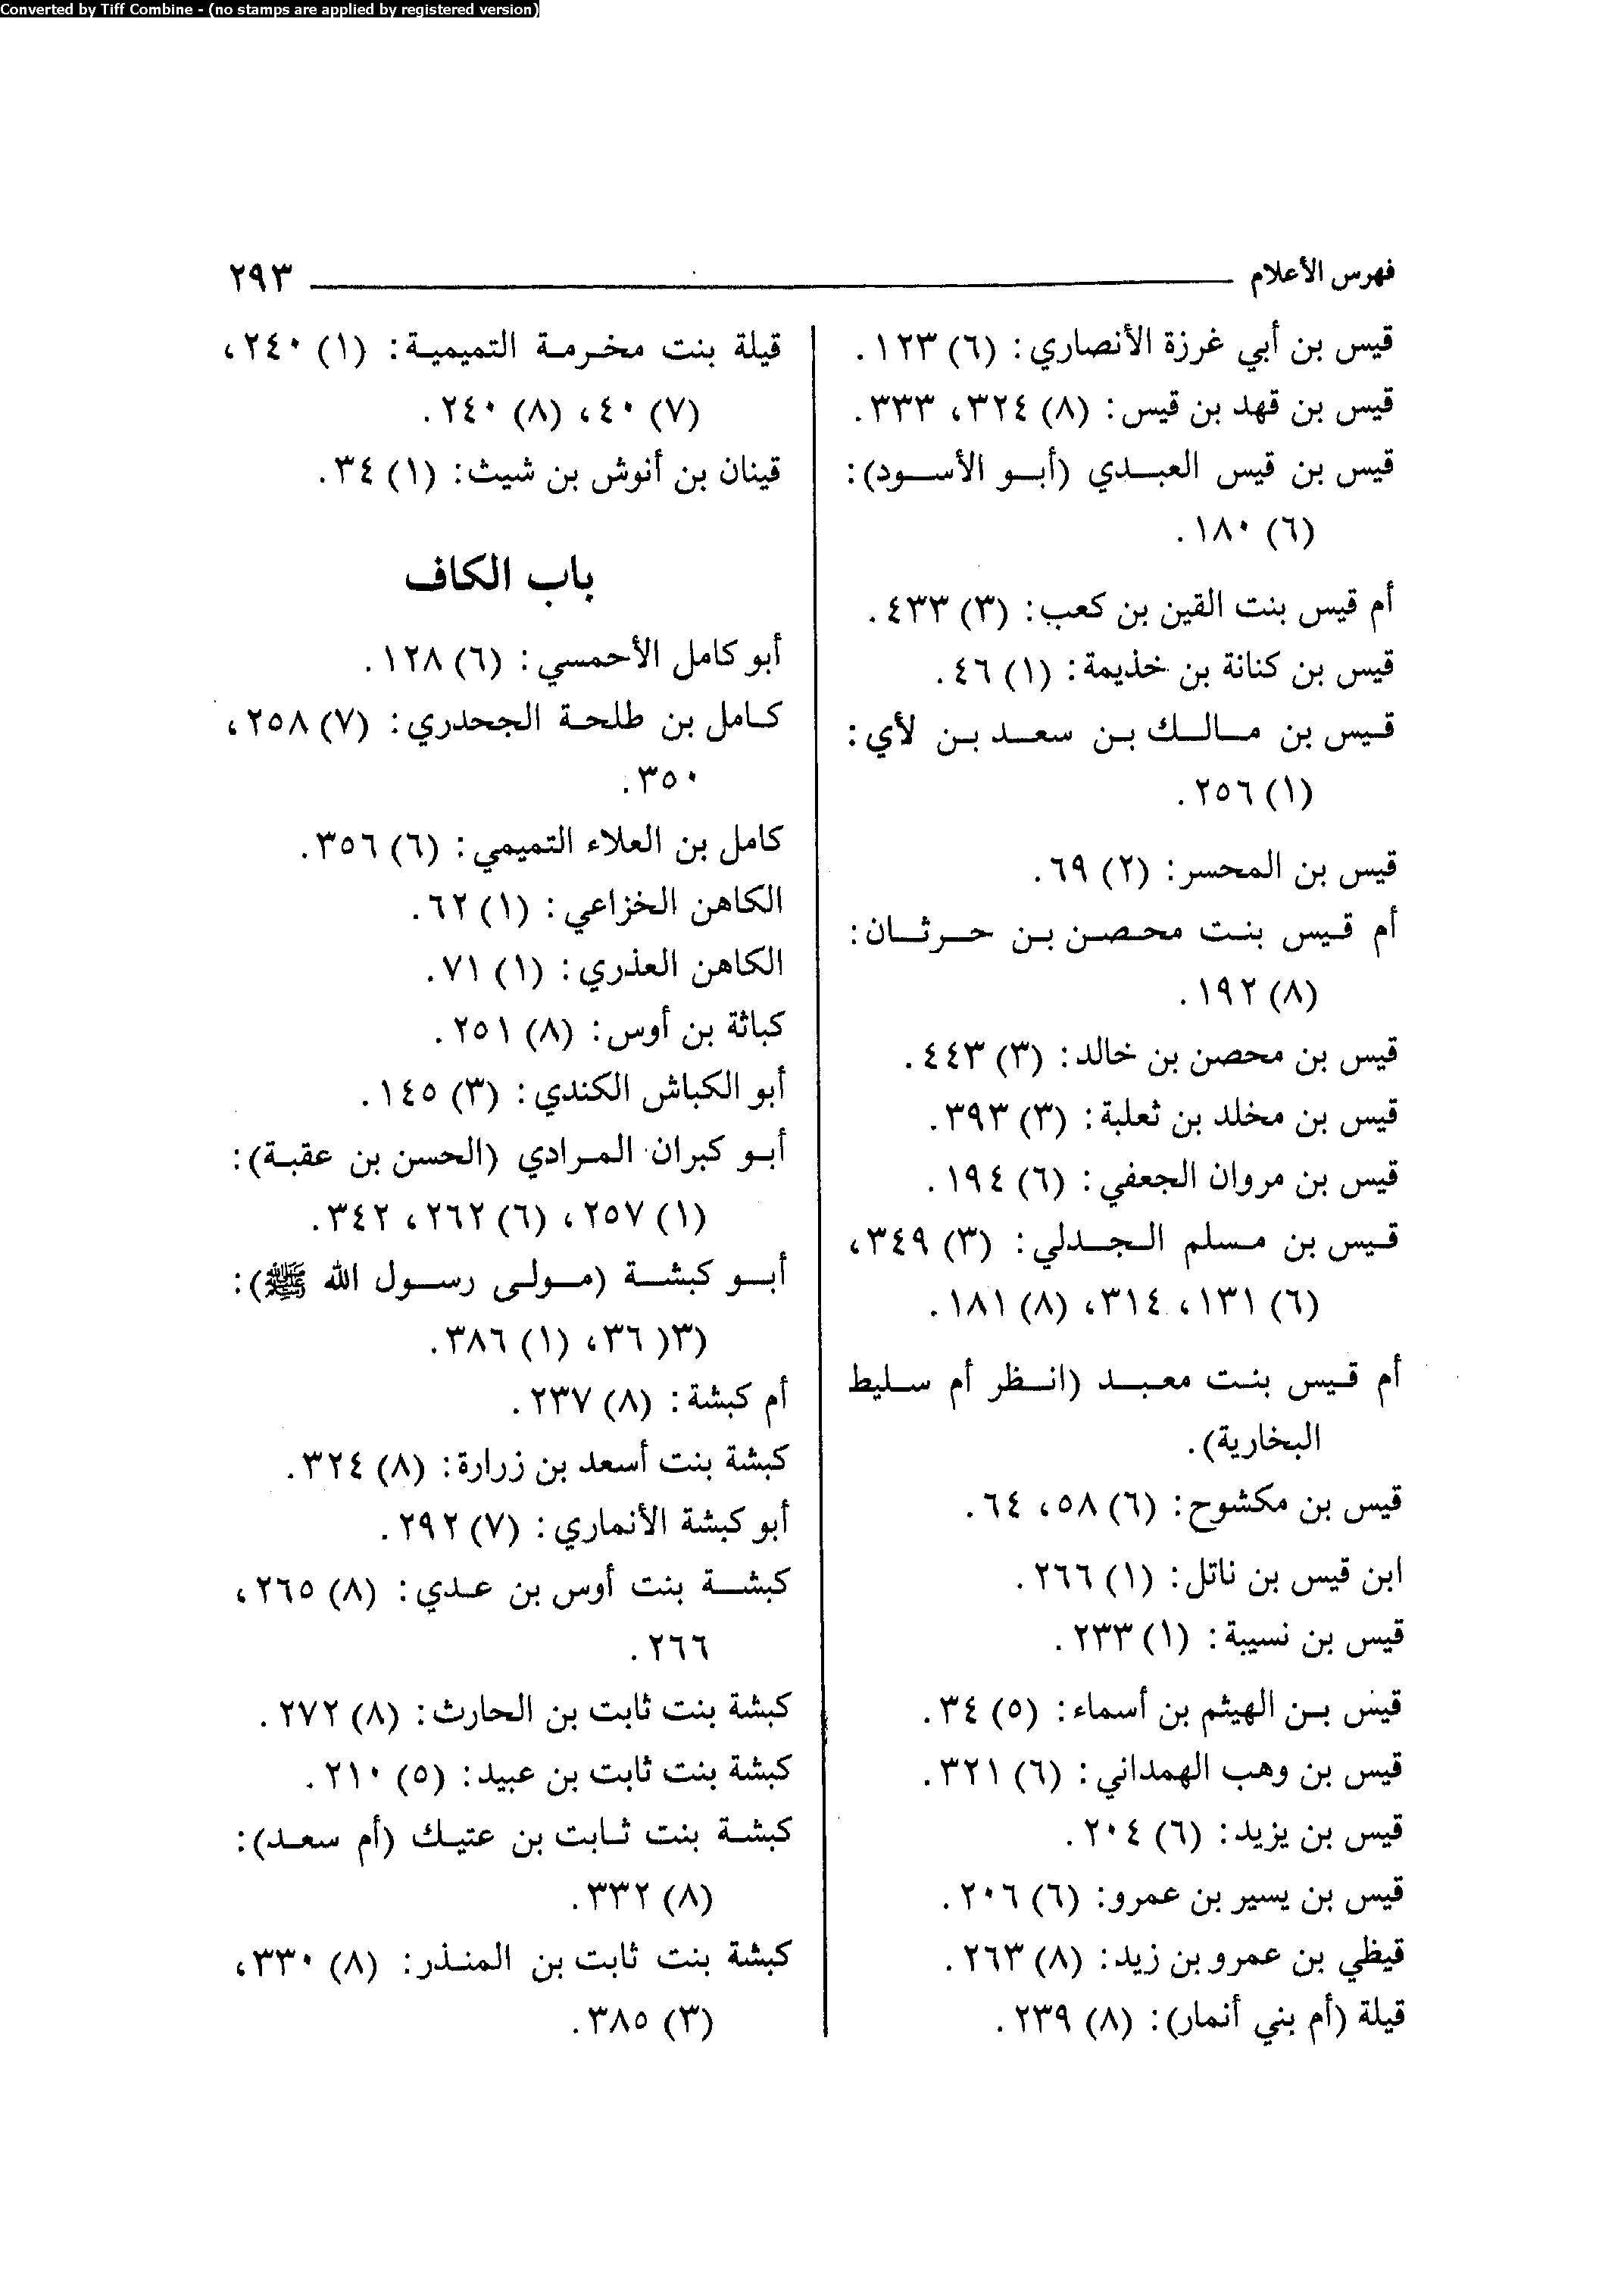 Converted by Tiff Combine - (no stamps are applied by registered version)
فهرس الأعلام ٢٩٣
قيس بن أبي غرزة الأنصاري: (٦) ١٢٣.
قيس بن قهد بن قيس: (٨) ٣٢٤، ٣٣٣.
قيس بن قيس العبدي (أبو الأسود):
(٦) ١٨٠.
أم قيس بنت القين بن كعب: (٣) ٤٣٣.
قيس بن كنانة بن خذيمة: (١) ٤٦.
قيس بن مالك بن سعد بن لأي:
(١) ٢٥٦.
قيس بن المحسر: (٢) ٦٩.
أم قيس بنت محصن بن حرثان:
(٨) ١٩٢.
قيس بن محصن بن خالد: (٣) ٤٤٣.
قيس بن مخلد بن ثعلبة: (٣) ٣٩٣.
قيس بن مروان الجعفي: (٦) ١٩٤.
قيس بن مسلم الجدلي: (٣) ٣٤٩،
(٦) ١٣١، ٣١٤، (٨) ١٨١.
أم قيس بنت معبد (انظر أم سليط
البخارية).
قيس بن مكشوح: (٦) ٥٨، ٦٤.
ابن قيس بن ناتل: (١) ٢٦٦.
قيس بن نسيبة: (١) ٢٣٣.
قيس بن الهيثم بن أسماء: (٥) ٣٤.
قيس بن وهب الهمداني: (٦) ٣٢١.
قيس بن يزيد: (٦) ٢٠٤.
قيس بن يسير بن عمرو: (٦) ٢٠٦.
قيظي بن عمرو بن زيد: (٨) ٢٦٣.
قيلة (أم بني أنمار): (٨) ٢٣٩.
قيلة بنت مخرمة التميمية: (١) ٢٤٠،
(٧) ٤٠، (٨) ٢٤٠.
قينان بن أنوش بن شيث: (١) ٣٤.
باب الكاف
أبو كامل الأحمسي: (٦) ١٢٨.
كامل بن طلحة الجحدري: (٧) ٢٥٨،
٣٥٠.
كامل بن العلاء التميمي: (٦) ٣٥٦.
الكاهن الخزاعي: (١) ٦٢.
الكاهن العذري: (١) ٧١.
كباثة بن أوس: (٨) ٢٥١.
أبو الكباش الكندي: (٣) ١٤٥.
أبو كبران المرادي (الحسن بن عقبة):
(١) ٢٥٧، (٦) ٢٦٢، ٣٤٢.
أبو كبشة (مولى رسول الله ﷺ):
(٣( ٣٦، (١) ٣٨٦.
أم كبشة: (٨) ٢٣٧.
كبشة بنت أسعد بن زرارة: (٨) ٣٢٤.
أبو كبشة الأنماري: (٧) ٢٩٢.
كبشة بنت أوس بن عدي: (٨) ٢٦٥،
٢٦٦.
كبشة بنت ثابت بن الحارث: (٨) ٢٧٢.
كبشة بنت ثابت بن عبيد: (٥) ٢١٠.
كبشة بنت ثابت بن عتيك (أم سعد):
(٨) ٣٣٢.
كبشة بنت ثابت بن المنذر: (٨) ٣٣٠،
(٣) ٣٨٥.